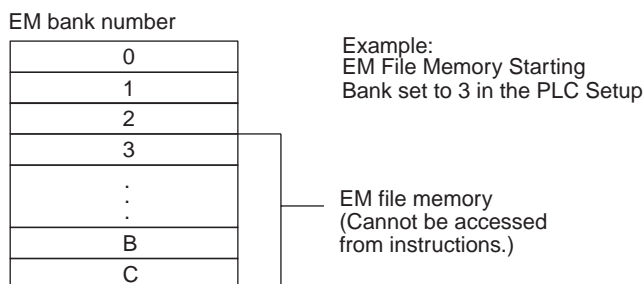 EM bank number
0
1
2
3
.
.
.
B
C
Example:
EM File Memory Starting
Bank set to 3 in the PLC Setup
EM file memory
(Cannot be accessed
from instructions.)